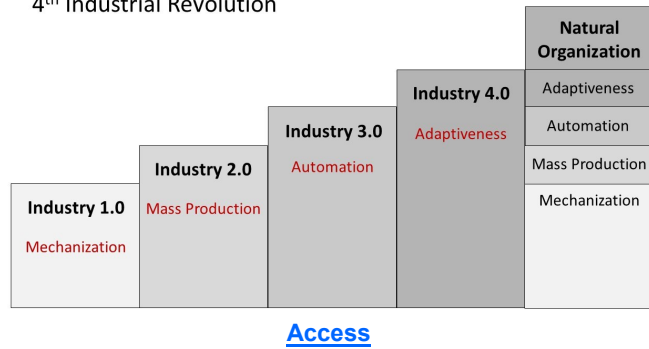 4th Industrial Revolution
Industry 1.0
Mechanization
Industry 2.0
Mass Production
Industry 3.0
Automation
Industry 4.0
Adaptiveness
Natural
Organization
Adaptiveness
Automation
Mass Production
Mechanization
Access